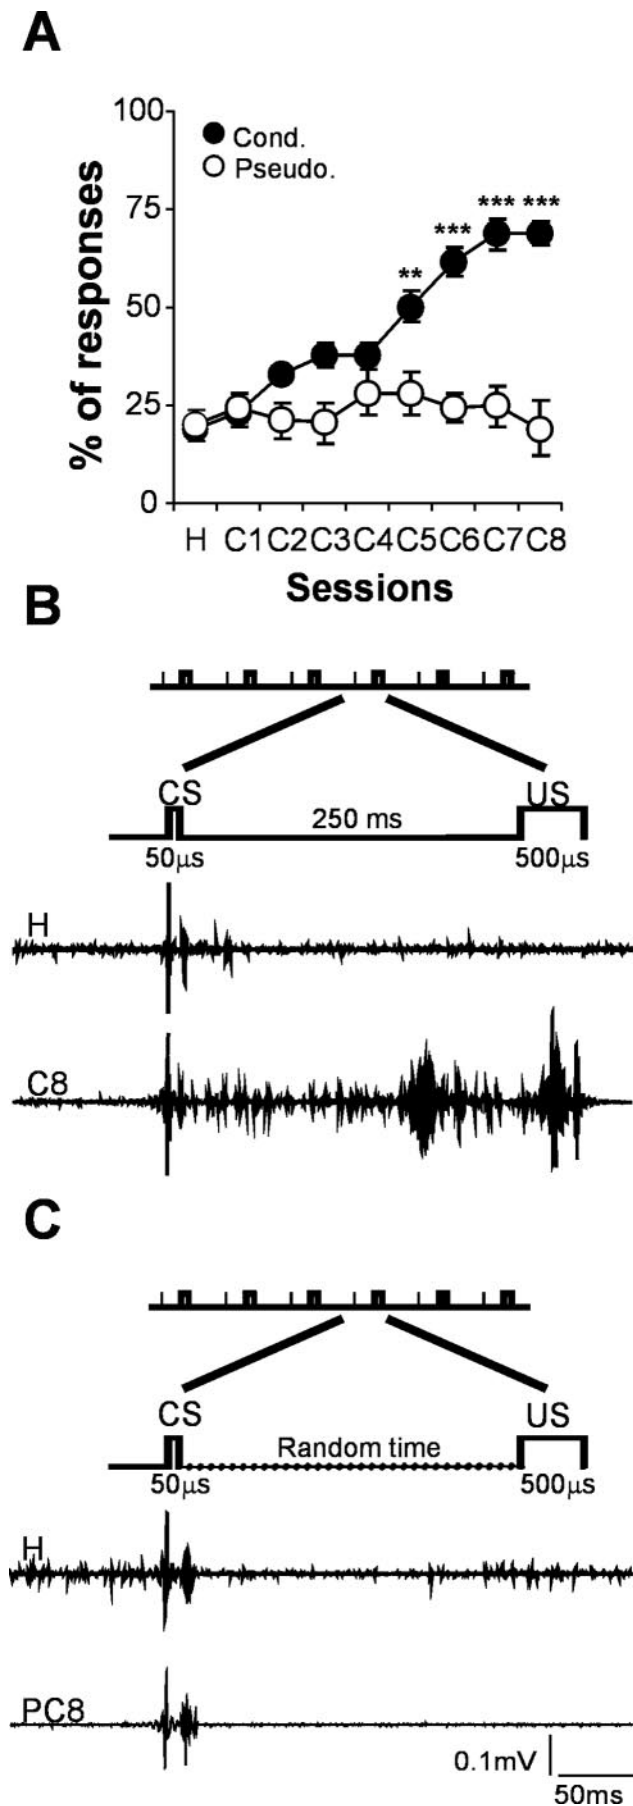 A
100
Cond.
Pseudo.
75
*** ***
***
**
50
25
0
% of responses
H C1 C2 C3 C4 C5 C6 C7 C8
Sessions
B
CS US
250 ms
50μs 500μs
H
C8
C
CS US
Random time
50μs 500μs
H
PC8
0.1mV
50ms